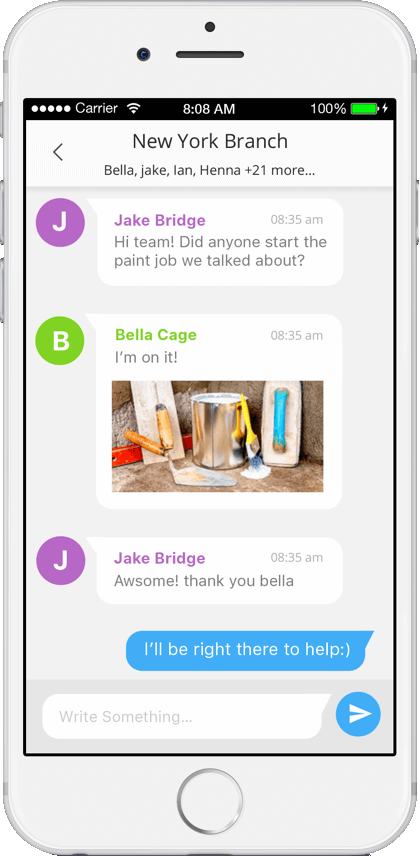 Carrier 8:08 AM 100%
New York Branch
Bella, jake, Ian, Henna +21 more...
J
Jake Bridge 08:35 am
Hi team! Did anyone start the
paint job we talked about?
B
Bella Cage 08:35 am
I'm on it!
J
Jake Bridge 08:35 am
Awsome! thank you bella
I'll be right there to help:)
Write Something...